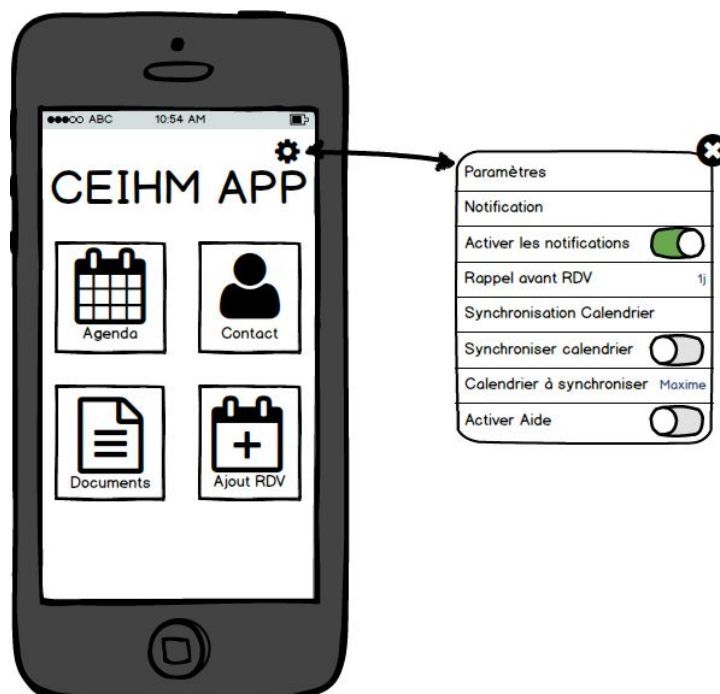 ABC 10:54 AM
CEIHM APP
Agenda
Contact
Documents
Ajout RDV
Paramètres
Notification
Activer les notifications
Rappel avant RDV 1j
Synchronisation Calendrier
Synchroniser calendrier
Calendrier à synchroniser Maxime
Activer Aide